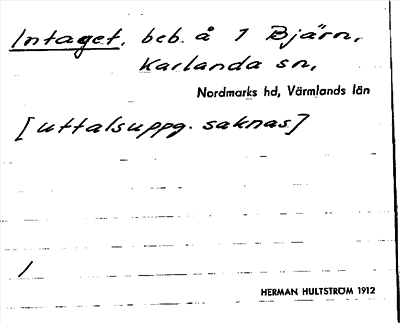 Intaget, beb. å 1 Bjärn,
Karlanda sn,
Nordmarks hd, Värmlands län
[uttalsuppg. saknas]
1
HERMAN HULTSTRÖM 1912